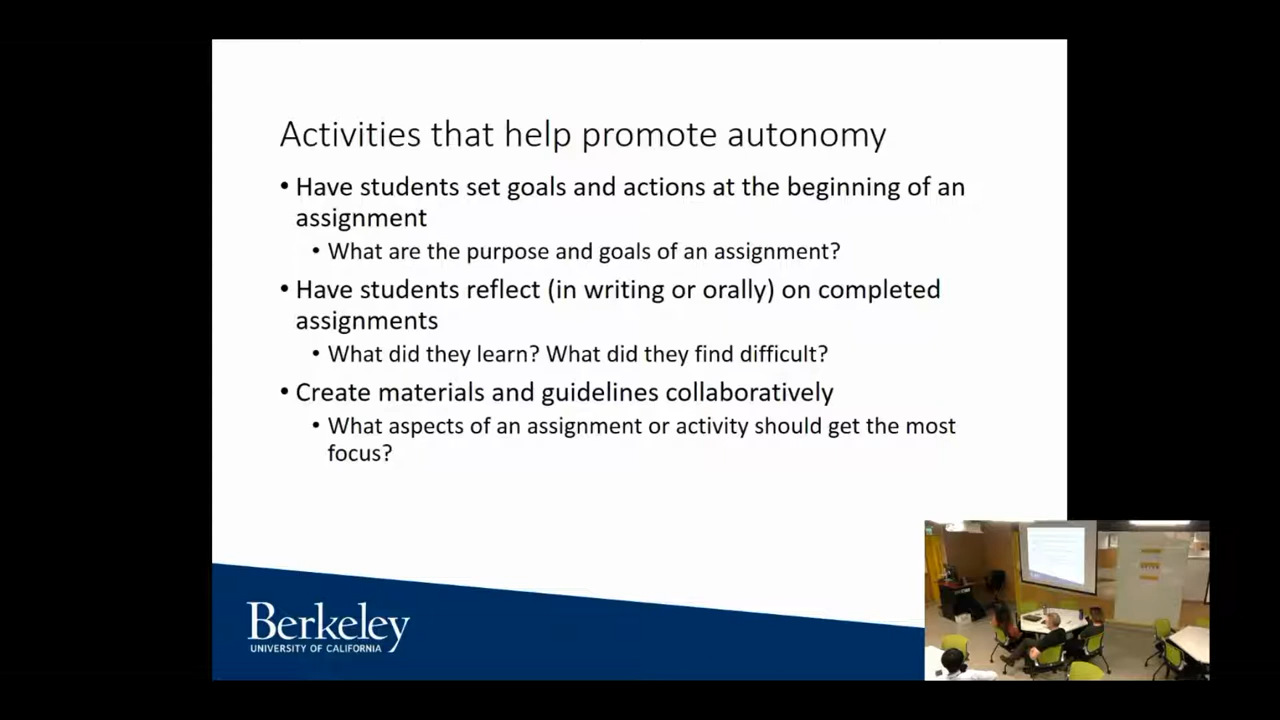 Activities that help promote autonomy
• Have students set goals and actions at the beginning of an
assignment
• What are the purpose and goals of an assignment?
• Have students reflect (in writing or orally) on completed
assignments
• What did they learn? What did they find difficult?
• Create materials and guidelines collaboratively
• What aspects of an assignment or activity should get the most
focus?
Berkeley
UNIVERSITY OF CALIFORNIA